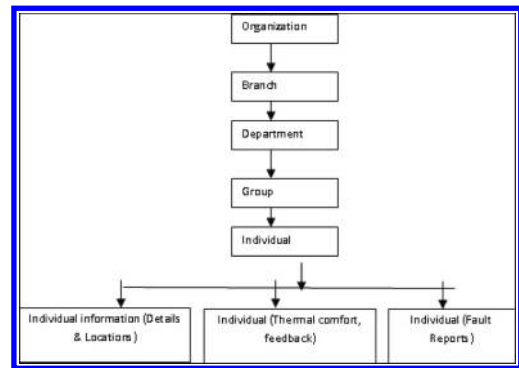 Organization
Branch
Department
Group
Individual
Individual information (Details
& Locations)
Individual (Thermal comfort,
feedback)
Individual (Fault
Reports)